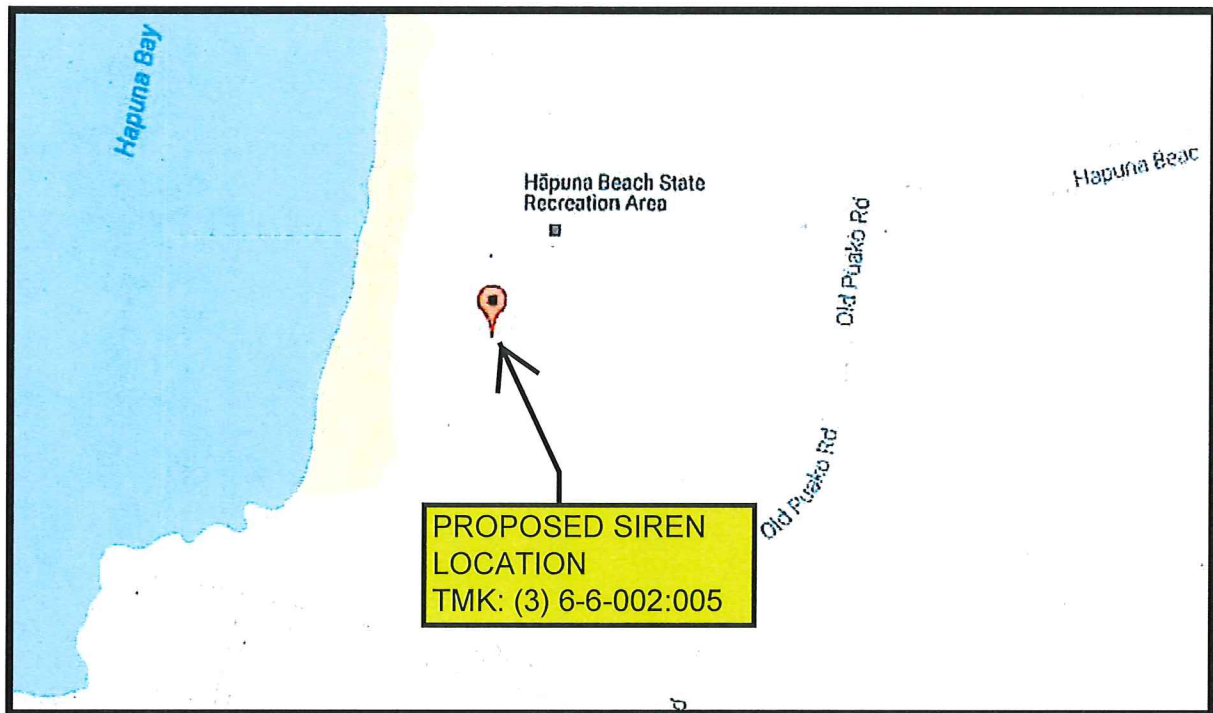 Hapuna Bay
Hāpuna Beach State
Recreation Area
Hapuna Beac
Old Puako Rd
Old Puako Rd
PROPOSED SIREN
LOCATION
TMK: (3) 6-6-002:005